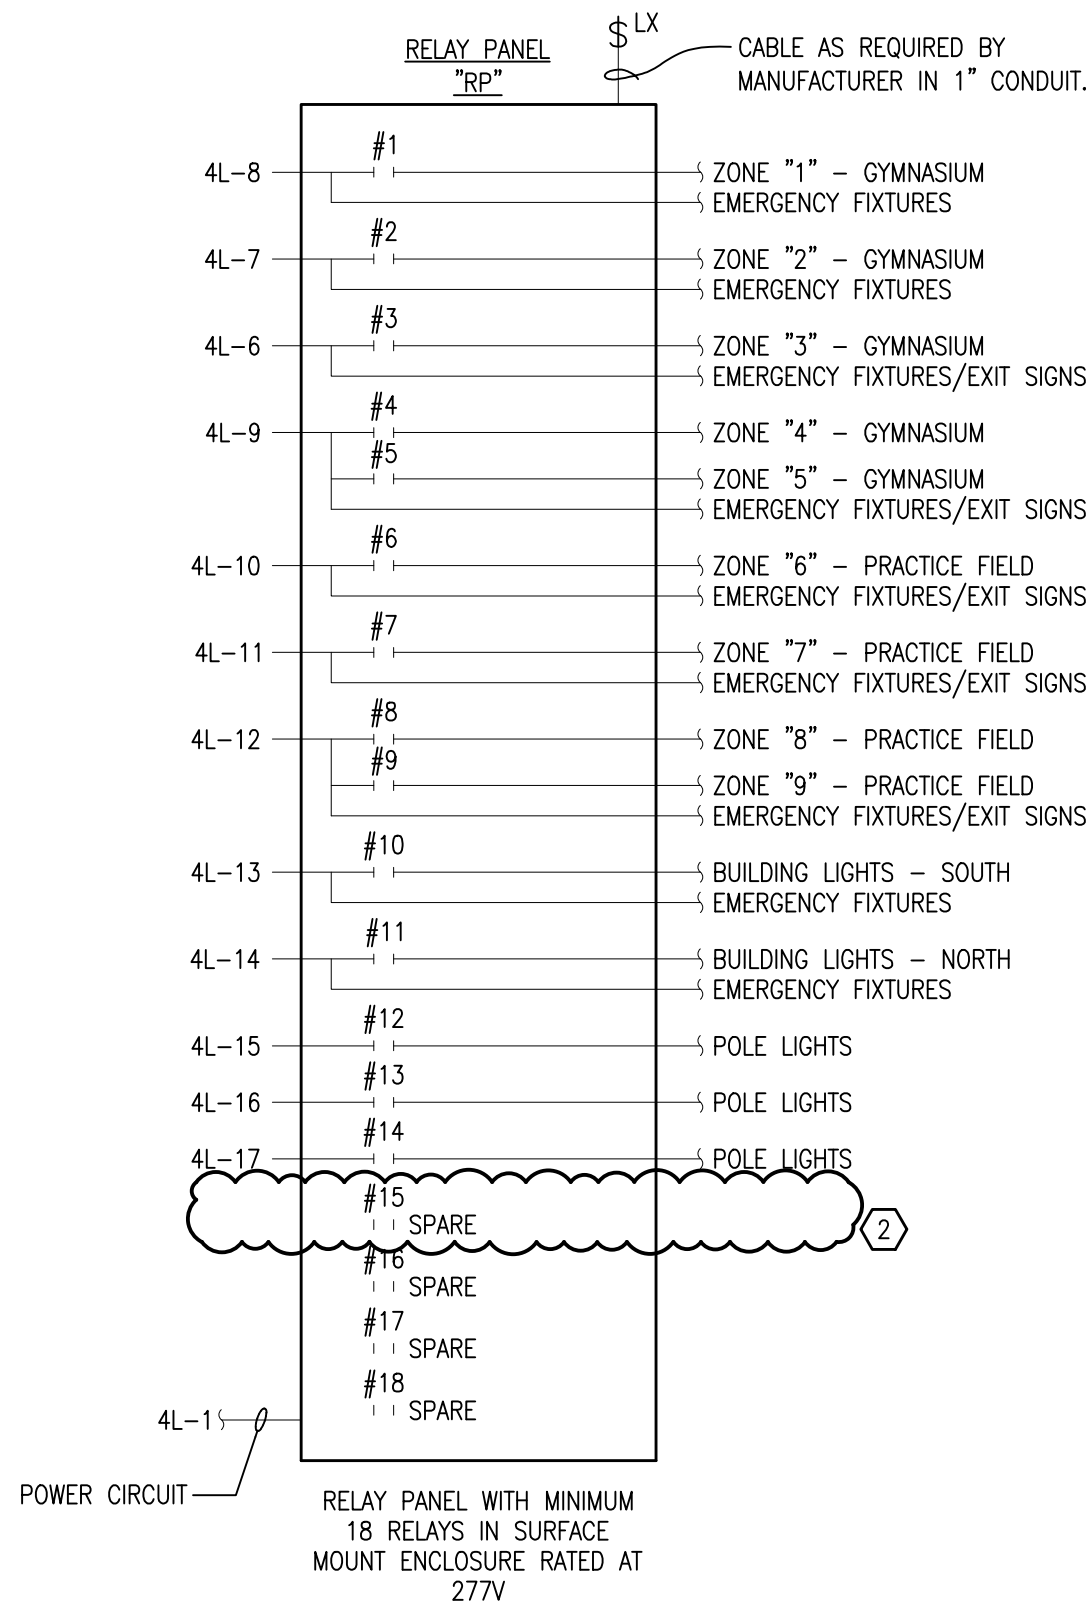 $ LX
RELAY PANEL
"RP"
CABLE AS REQUIRED BY
MANUFACTURER IN 1" CONDUIT.
#1
4L-8 ZONE "1" - GYMNASIUM
EMERGENCY FIXTURES
#2
4L-7 ZONE "2" - GYMNASIUM
EMERGENCY FIXTURES
#3
4L-6 ZONE "3" - GYMNASIUM
EMERGENCY FIXTURES/EXIT SIGNS
#4
4L-9 ZONE "4" - GYMNASIUM
#5
ZONE "5" - GYMNASIUM
EMERGENCY FIXTURES/EXIT SIGNS
#6
4L-10 ZONE "6" - PRACTICE FIELD
EMERGENCY FIXTURES/EXIT SIGNS
#7
4L-11 ZONE "7" - PRACTICE FIELD
EMERGENCY FIXTURES/EXIT SIGNS
#8
4L-12 ZONE "8" - PRACTICE FIELD
#9
ZONE "9" - PRACTICE FIELD
EMERGENCY FIXTURES/EXIT SIGNS
#10
4L-13 BUILDING LIGHTS - SOUTH
EMERGENCY FIXTURES
#11
4L-14 BUILDING LIGHTS - NORTH
EMERGENCY FIXTURES
#12
4L-15 POLE LIGHTS
#13
4L-16 POLE LIGHTS
#14
4L-17 POLE LIGHTS
#15
SPARE
2
#16
SPARE
#17
SPARE
#18
SPARE
4L-1
POWER CIRCUIT
RELAY PANEL WITH MINIMUM
18 RELAYS IN SURFACE
MOUNT ENCLOSURE RATED AT
277V